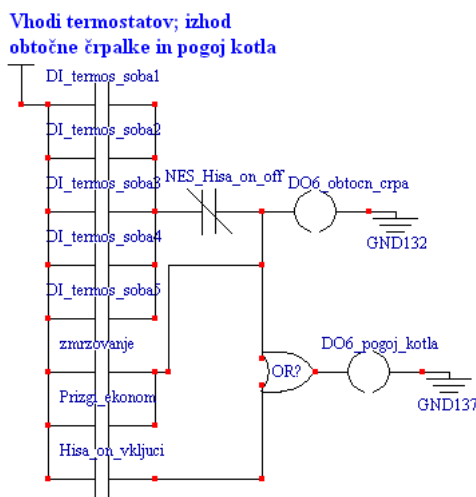 Vhodi termostatov; izhod
obtočne črpalke in pogoj kotla
DI_termos_soba1
DI_termos_soba2
DI_termos_soba3
NES_Hisa_on_off
DO6_obtocn_crpa
GND132
DI_termos_soba4
DI_termos_soba5
zmrzovanje
DO6_pogoj_kotla
OR?
Prizgi_ekonom
GND137
Hisa_on_vkljuci